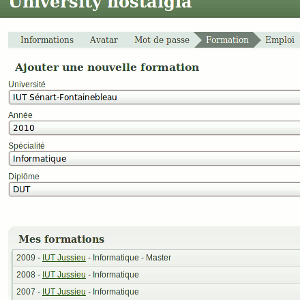 University nostalgia
Informations Avatar Mot de passe Formation Emploi
Ajouter une nouvelle formation
Université
IUT Sénart-Fontainebleau
Année
2010
Spécialité
Informatique
Diplôme
DUT
Mes formations
2009 - IUT Jussieu - Informatique - Master
2008 - IUT Jussieu - Informatique
2007 - IUT Jussieu - Informatique